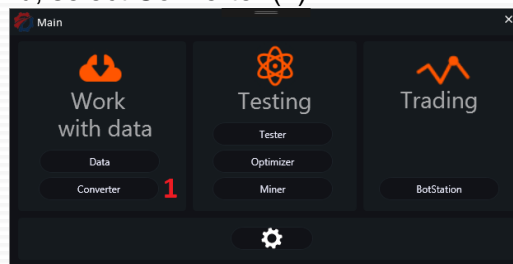 Main
×
Work
with data
Data
Converter
1
Testing
Tester
Optimizer
Miner
Trading
BotStation